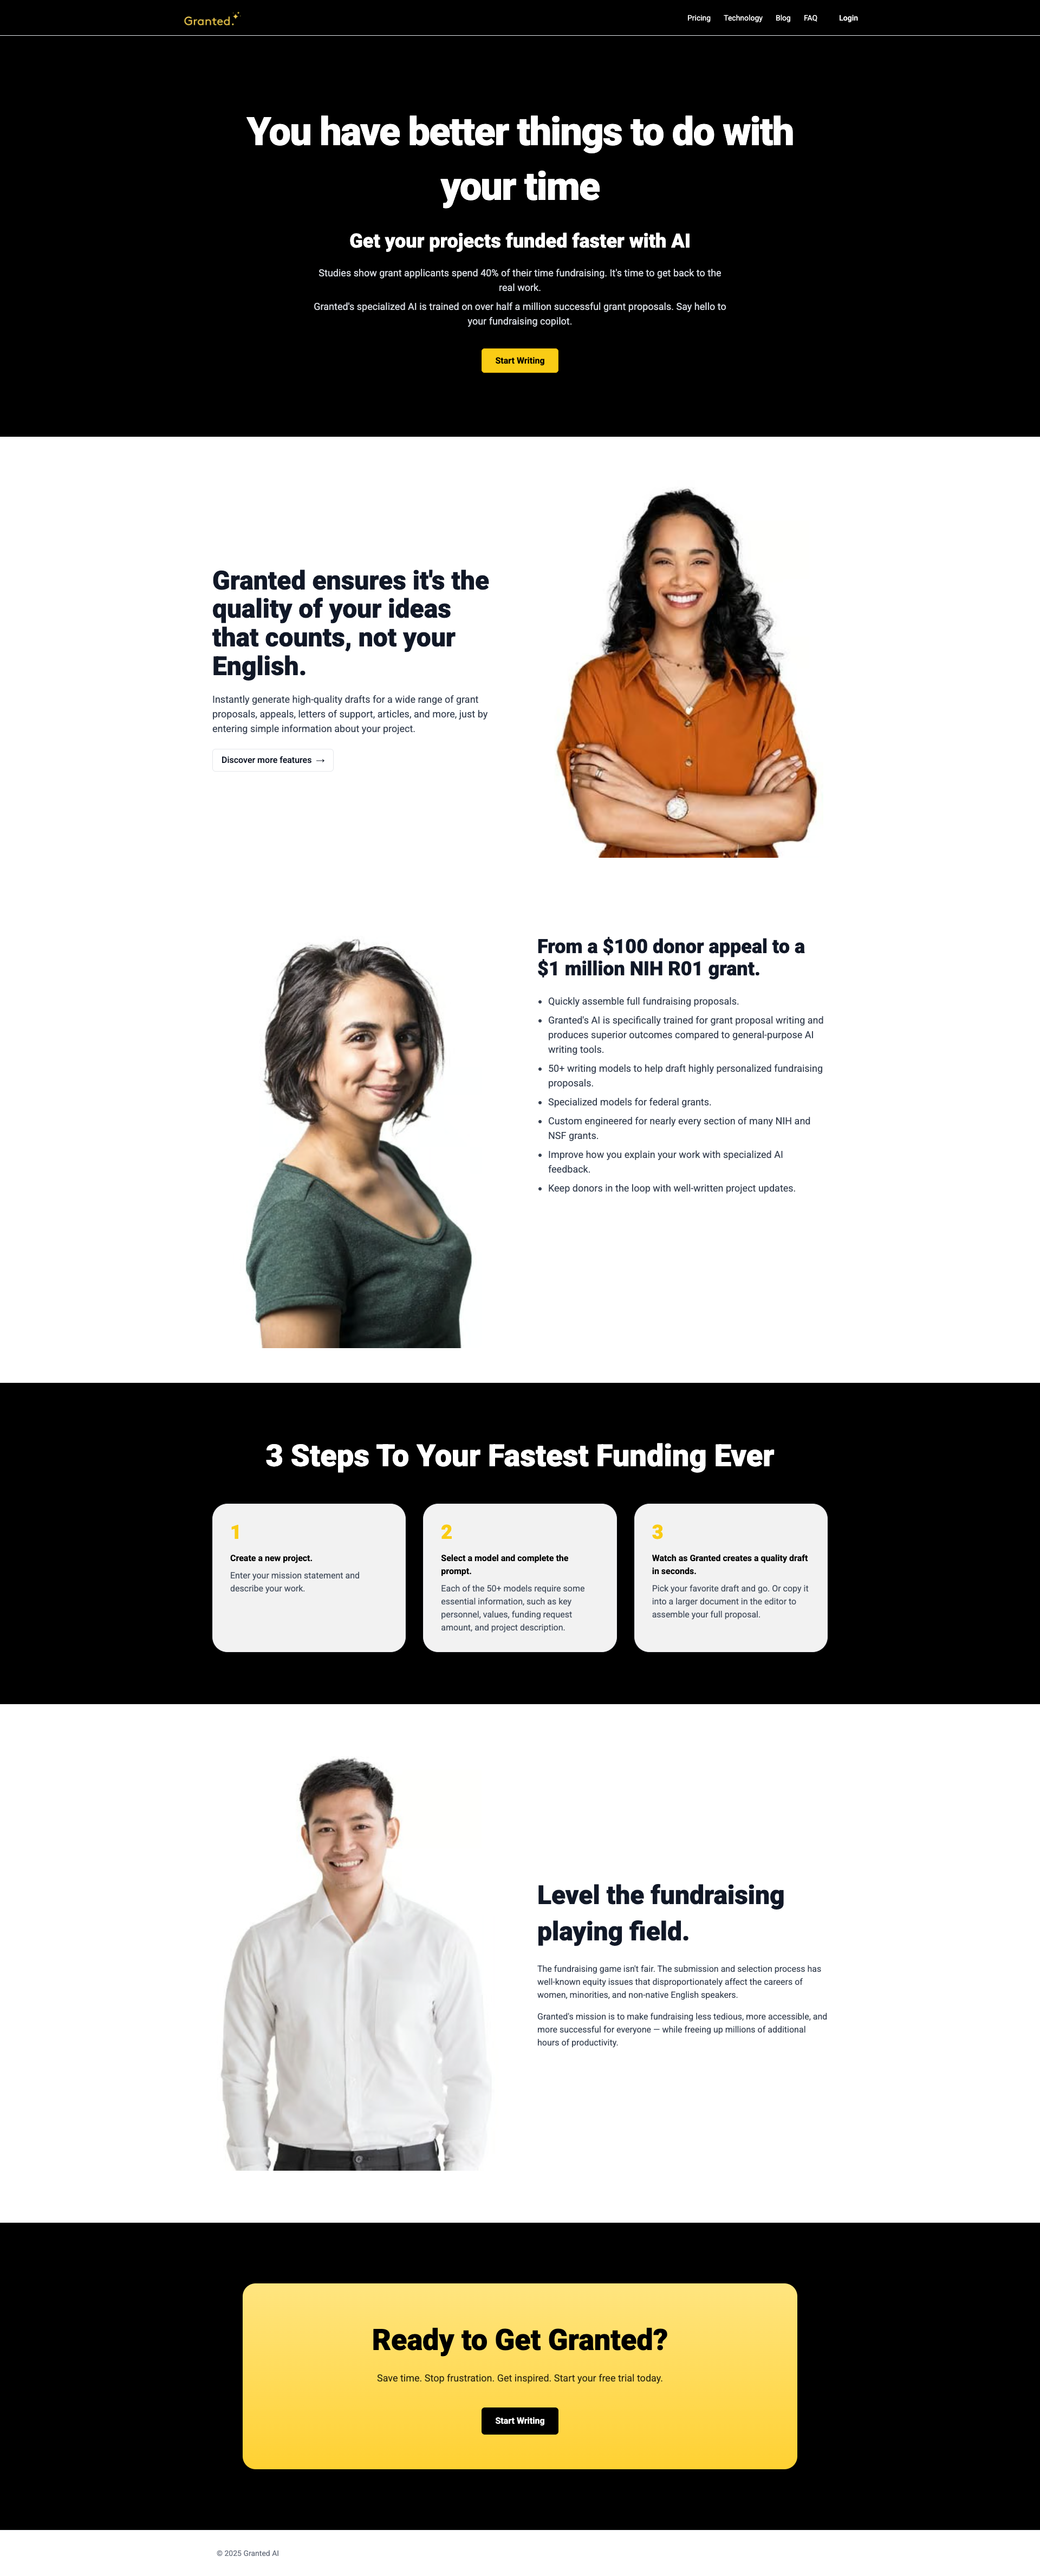 Granted.
Pricing
Technology
Blog
FAQ
Login
You have better things to do with
your time
Get your projects funded faster with AI
Studies show grant applicants spend 40% of their time fundraising. It's time to get back to the
real work.
Granted's specialized AI is trained on over half a million successful grant proposals. Say hello to
your fundraising copilot.
Start Writing
Granted ensures it's the
quality of your ideas
that counts, not your
English.
Instantly generate high-quality drafts for a wide range of grant
proposals, appeals, letters of support, articles, and more, just by
entering simple information about your project.
Discover more features →
From a $100 donor appeal to a
$1 million NIH R01 grant.
• Quickly assemble full fundraising proposals.
• Granted's AI is specifically trained for grant proposal writing and
produces superior outcomes compared to general-purpose AI
writing tools.
• 50+ writing models to help draft highly personalized fundraising
proposals.
• Specialized models for federal grants.
• Custom engineered for nearly every section of many NIH and
NSF grants.
• Improve how you explain your work with specialized AI
feedback.
• Keep donors in the loop with well-written project updates.
3 Steps To Your Fastest Funding Ever
1
Create a new project.
Enter your mission statement and
describe your work.
2
Select a model and complete the
prompt.
Each of the 50+ models require some
essential information, such as key
personnel, values, funding request
amount, and project description.
3
Watch as Granted creates a quality draft
in seconds.
Pick your favorite draft and go. Or copy it
into a larger document in the editor to
assemble your full proposal.
Level the fundraising
playing field.
The fundraising game isn't fair. The submission and selection process has
well-known equity issues that disproportionately affect the careers of
women, minorities, and non-native English speakers.
Granted's mission is to make fundraising less tedious, more accessible, and
more successful for everyone — while freeing up millions of additional
hours of productivity.
Ready to Get Granted?
Save time. Stop frustration. Get inspired. Start your free trial today.
Start Writing
© 2025 Granted AI